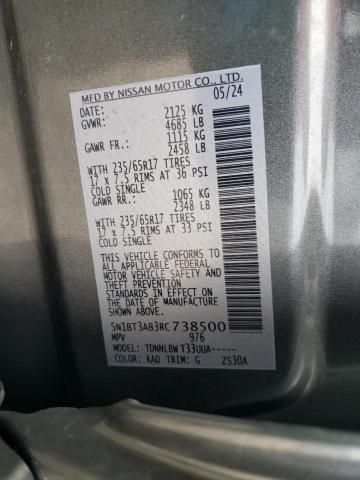 MFD BY NISSAN MOTOR CO., LTD.
DATE: 05/24
GVWR: 2125 KG
4685 LB
GAWR FR.: 1115 KG
2458 LB
WITH 235/65R17 TIRES
17 x 7.5 RIMS AT 36 PSI
COLD SINGLE
GAWR RR.: 1065 KG
2348 LB
WITH 235/65R17 TIRES
17 x 7.5 RIMS AT 33 PSI
COLD SINGLE
THIS VEHICLE CONFORMS TO
ALL APPLICABLE FEDERAL
MOTOR VEHICLE SAFETY AND
THEFT PREVENTION
STANDARDS IN EFFECT ON
THE DATE OF MANUFACTURE
SHOWN ABOVE.
5N1BT3AB3RC738500
MPV 976
MODEL: TDNNLBW T33UUA-----
COLOR: KAD TRIM: G ZS30A